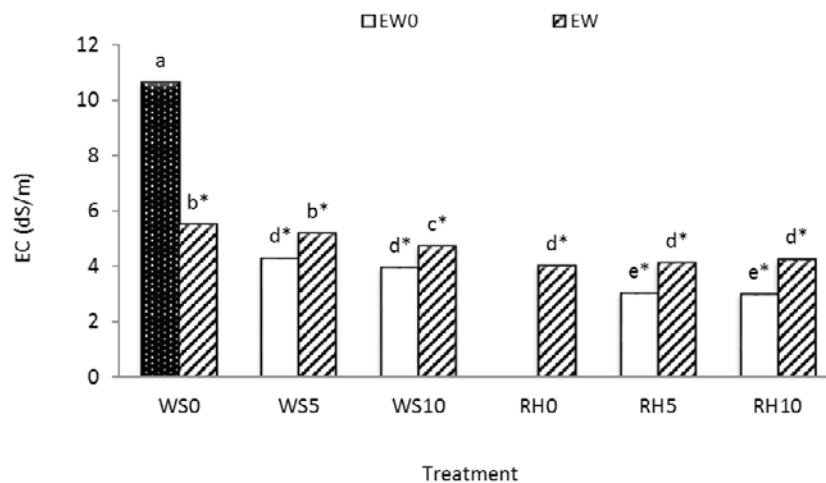 EW0 EW
12
10
8
6
4
2
0
EC (dS/m)
a
b*
d*
b*
d*
c*
d*
e*
d*
e*
d*
WS0 WS5 WS10 RH0 RH5 RH10
Treatment